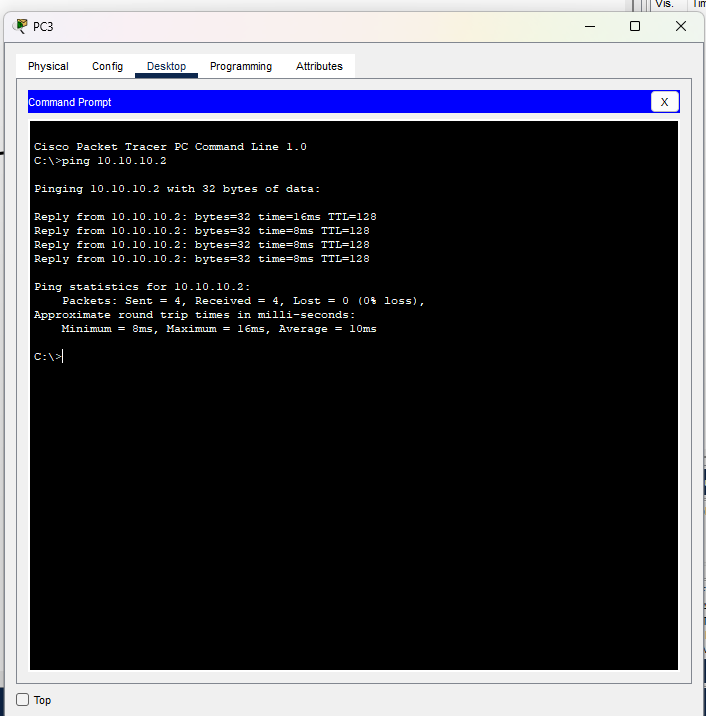 Vis.
PC3
Physical Config Desktop Programming Attributes
Command Prompt X
Cisco Packet Tracer PC Command Line 1.0
C:\>ping 10.10.10.2
Pinging 10.10.10.2 with 32 bytes of data:
Reply from 10.10.10.2: bytes=32 time=16ms TTL=128
Reply from 10.10.10.2: bytes=32 time=8ms TTL=128
Reply from 10.10.10.2: bytes=32 time=8ms TTL=128
Reply from 10.10.10.2: bytes=32 time=8ms TTL=128
Ping statistics for 10.10.10.2:
Packets: Sent = 4, Received = 4, Lost = 0 (0% loss),
Approximate round trip times in milli-seconds:
Minimum = 8ms, Maximum = 16ms, Average = 10ms
C:\>
Top